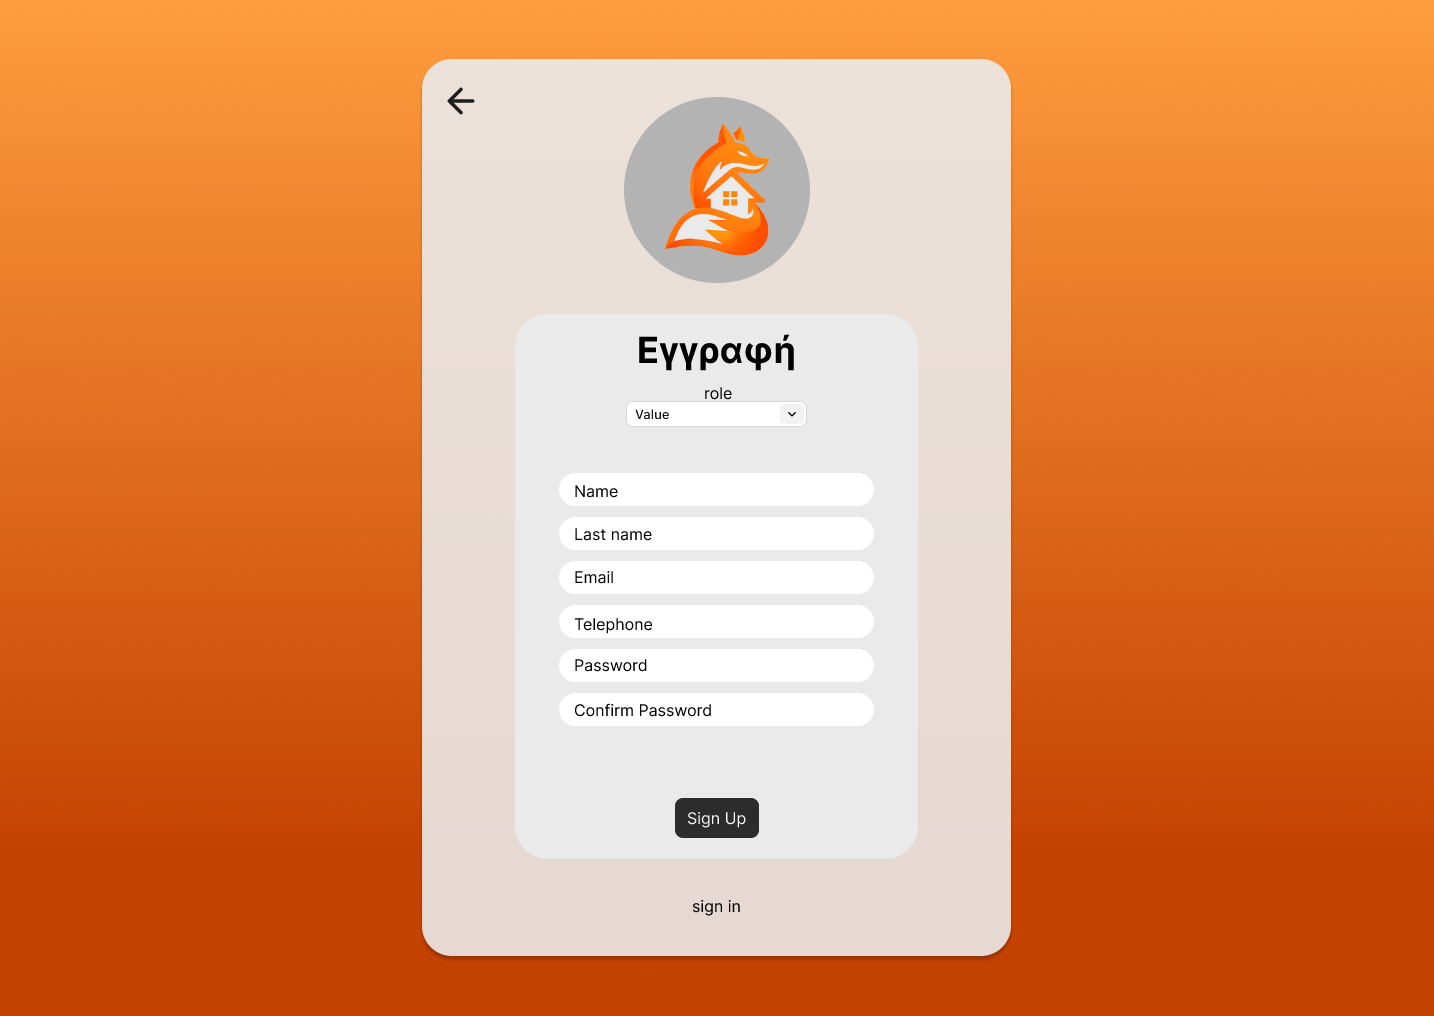 Εγγραφή
role
Value
Name
Last name
Email
Telephone
Password
Confirm Password
Sign Up
sign in